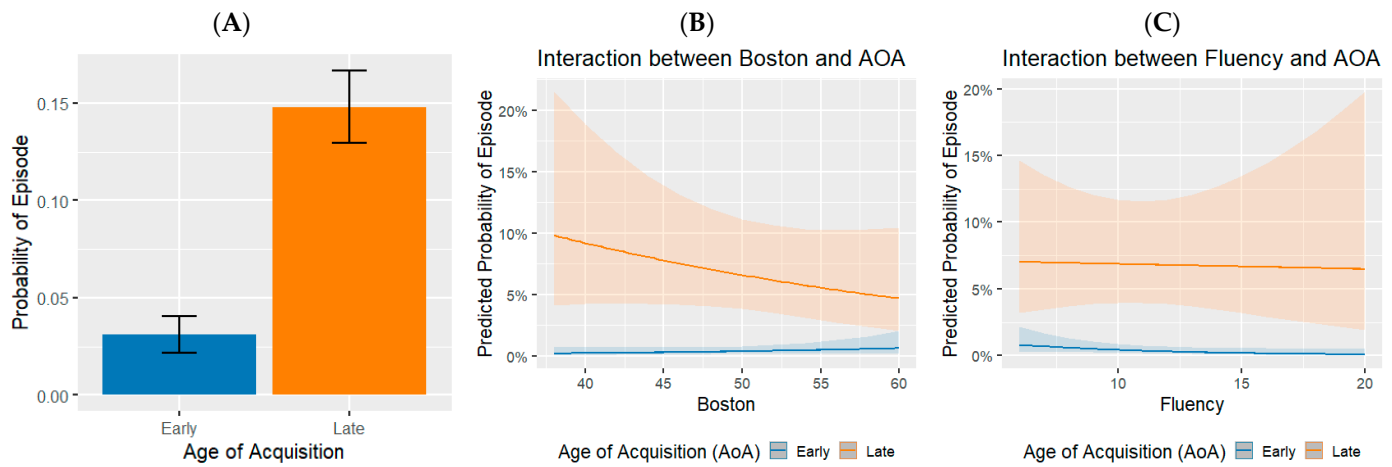 (A)
Probability of Episode
0.15
0.10
0.05
0.00
Early
Late
Age of Acquisition
(B)
Interaction between Boston and AOA
Predicted Probability of Episode
20%
15%
10%
5%
0%
40
45
50
55
60
Boston
Age of Acquisition (AoA) Early Late
(C)
Interaction between Fluency and AOA
Predicted Probability of Episode
20%
15%
10%
5%
0%
10
15
20
Fluency
Age of Acquisition (AoA) Early Late